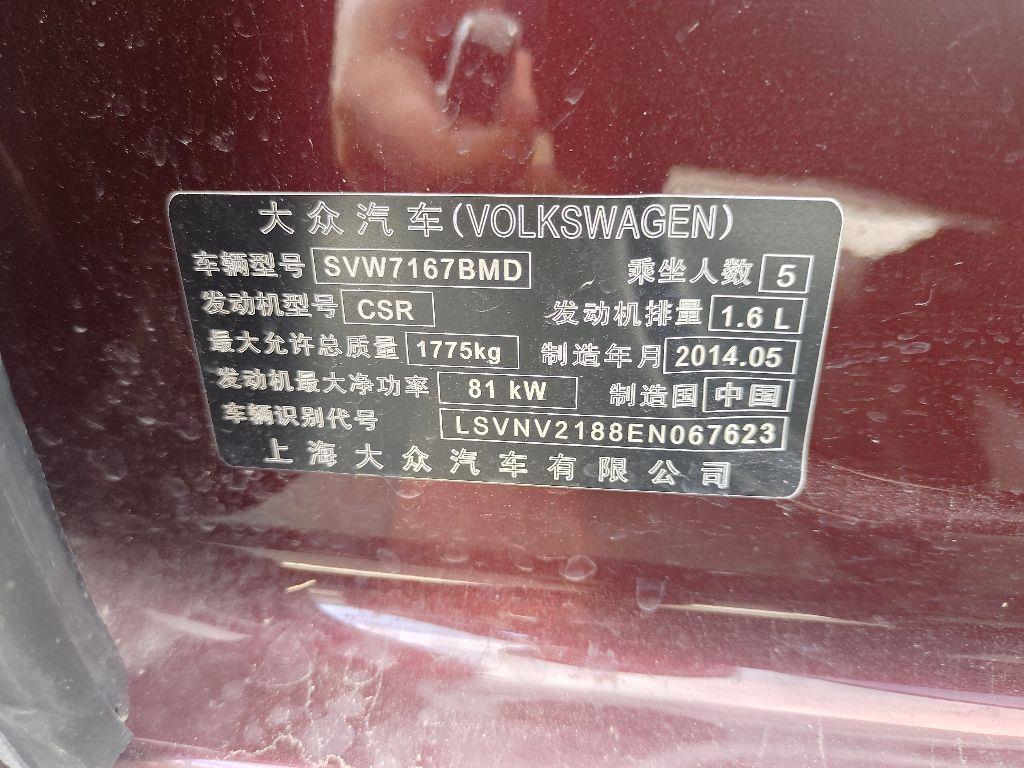 大众汽车(VOLKSWAGEN)
车辆型号 SVW7167BMD 乘坐人数 5
发动机型号 CSR 发动机排量 1.6 L
最大允许总质量 1775kg 制造年月 2014.05
发动机最大净功率 81 kW 制造国 中国
车辆识别代号 LSVNV2188EN067623
上海大众汽车有限公司